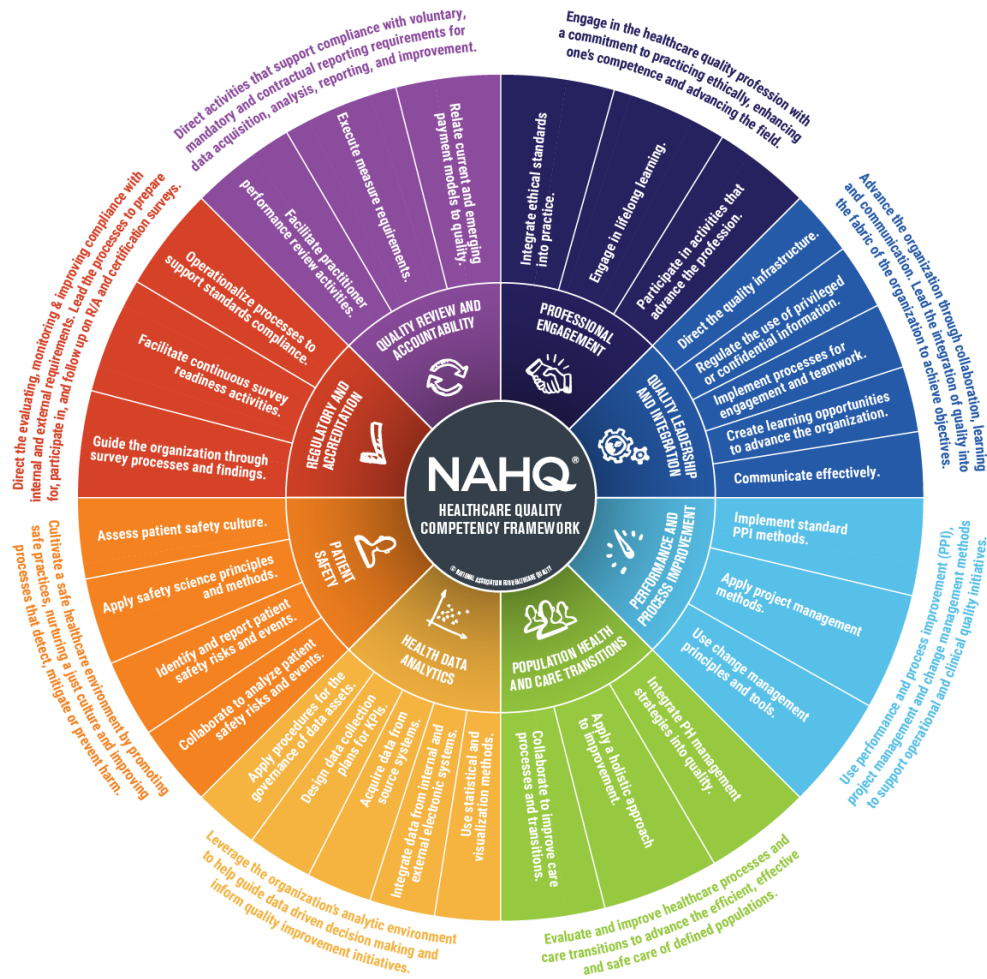 NAHQ®
HEALTHCARE QUALITY
COMPETENCY FRAMEWORK
© NATIONAL ASSOCIATION FOR HEALTHCARE QUALITY
Engage in the healthcare quality profession with
a commitment to practicing ethically, enhancing
one's competence and advancing the field.
PROFESSIONAL
ENGAGEMENT
Integrate ethical standards
into practice.
Engage in lifelong learning.
Participate in activities that
advance the profession.
Advance the organization through collaboration, learning
and communication. Lead the integration of quality into
the fabric of the organization to achieve objectives.
QUALITY LEADERSHIP
AND INTEGRATION
Direct the quality infrastructure.
Regulate the use of privileged
or confidential information.
Implement processes for
engagement and teamwork.
Create learning opportunities
to advance the organization.
Communicate effectively.
Use performance and process improvement (PPI),
project management and change management methods
to support operational and clinical quality initiatives.
PERFORMANCE AND
PROCESS IMPROVEMENT
Implement standard
PPI methods.
Apply project management
methods.
Use change management
principles and tools.
Evaluate and improve healthcare processes and
care transitions to advance the efficient, effective
and safe care of defined populations.
POPULATION HEALTH
AND CARE TRANSITIONS
Integrate PH management
strategies into quality.
Apply a holistic approach
to improvement.
Collaborate to improve care
processes and transitions.
Leverage the organization's analytic environment
to help guide data driven decision making and
inform quality improvement initiatives.
HEALTH DATA
ANALYTICS
Use statistical and
visualization methods.
Integrate data from internal and
external electronic systems.
Acquire data from
source systems.
Design data collection
plans for KPIs.
Apply procedures for the
governance of data assets.
Cultivate a safe healthcare environment by promoting
safe practices, nurturing a just culture and improving
processes that detect, mitigate or prevent harm.
PATIENT
SAFETY
Collaborate to analyze patient
safety risks and events.
Identify and report patient
safety risks and events.
Apply safety science principles
and methods.
Assess patient safety culture.
Direct the evaluating, monitoring & improving compliance with
internal and external requirements. Lead the processes to prepare
for, participate in, and follow up on R/A and certification surveys.
REGULATORY AND
ACCREDITATION
Guide the organization through
survey processes and findings.
Facilitate continuous survey
readiness activities.
Operationalize processes to
support standards compliance.
Direct activities that support compliance with voluntary,
mandatory and contractual reporting requirements for
data acquisition, analysis, reporting, and improvement.
QUALITY REVIEW AND
ACCOUNTABILITY
Facilitate practitioner
performance review activities.
Execute measure requirements.
Relate current and emerging
payment models to quality.